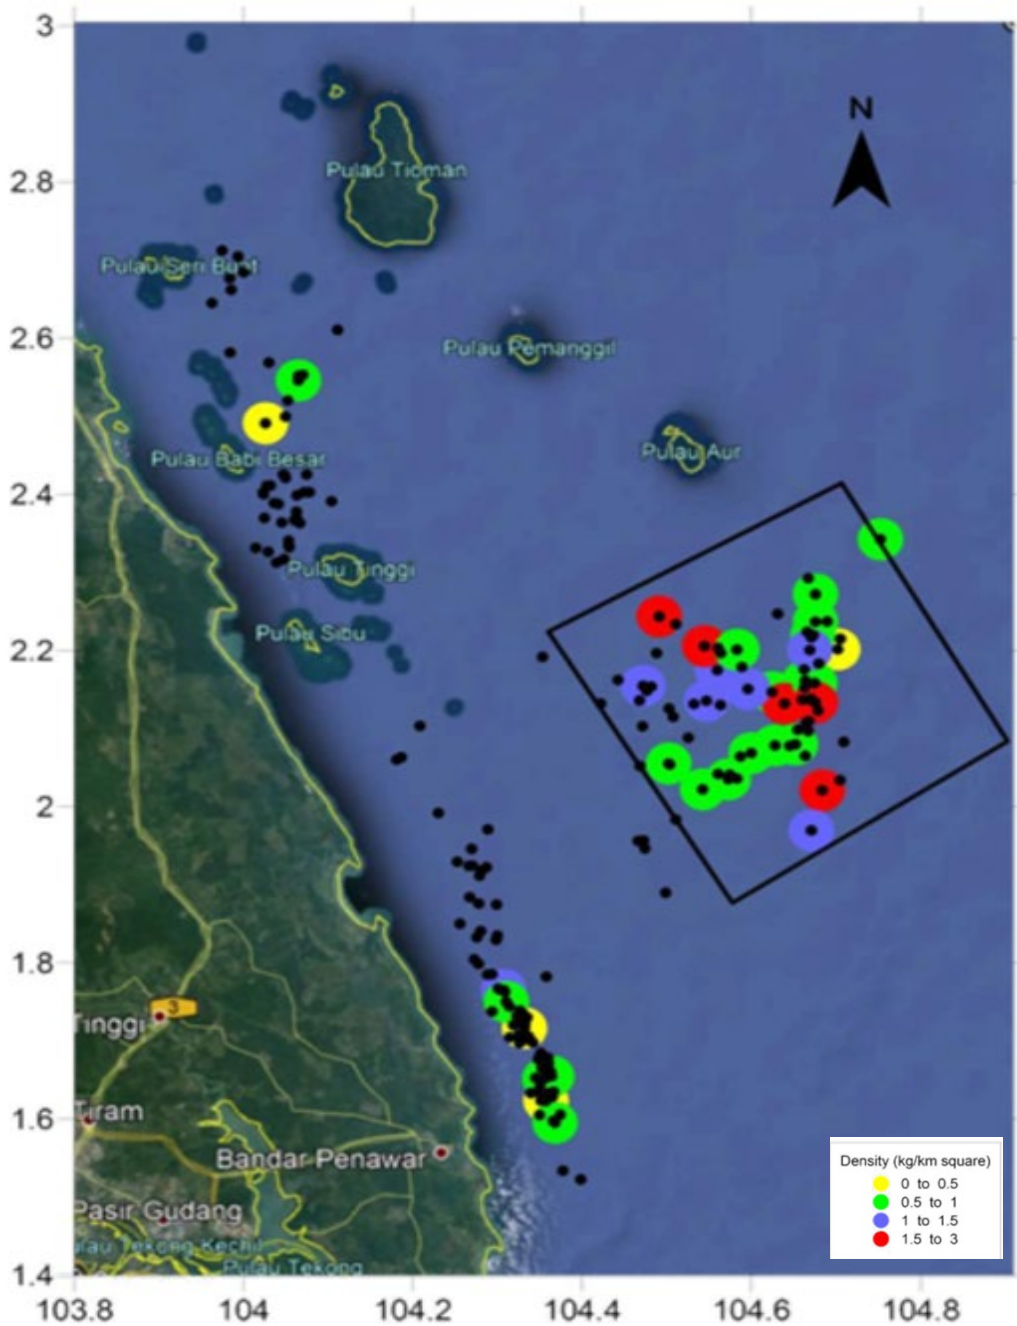 3
N
2.8
Pulau Tioman
Pulau Seri Buat
2.6
Pulau Pemanggil
Pulau Aur
Pulau Babi Besar
2.4
Pulau Tinggi
Pulau Sibu
2.2
2
1.8
3
Tinggi
1.6
Tiram
Bandar Penawar
Pasir Gudang
ulau Tekong Kechil
Pulau Tekong
1.4
Density (kg/km square)
0 to 0.5
0.5 to 1
1 to 1.5
1.5 to 3
103.8 104 104.2 104.4 104.6 104.8